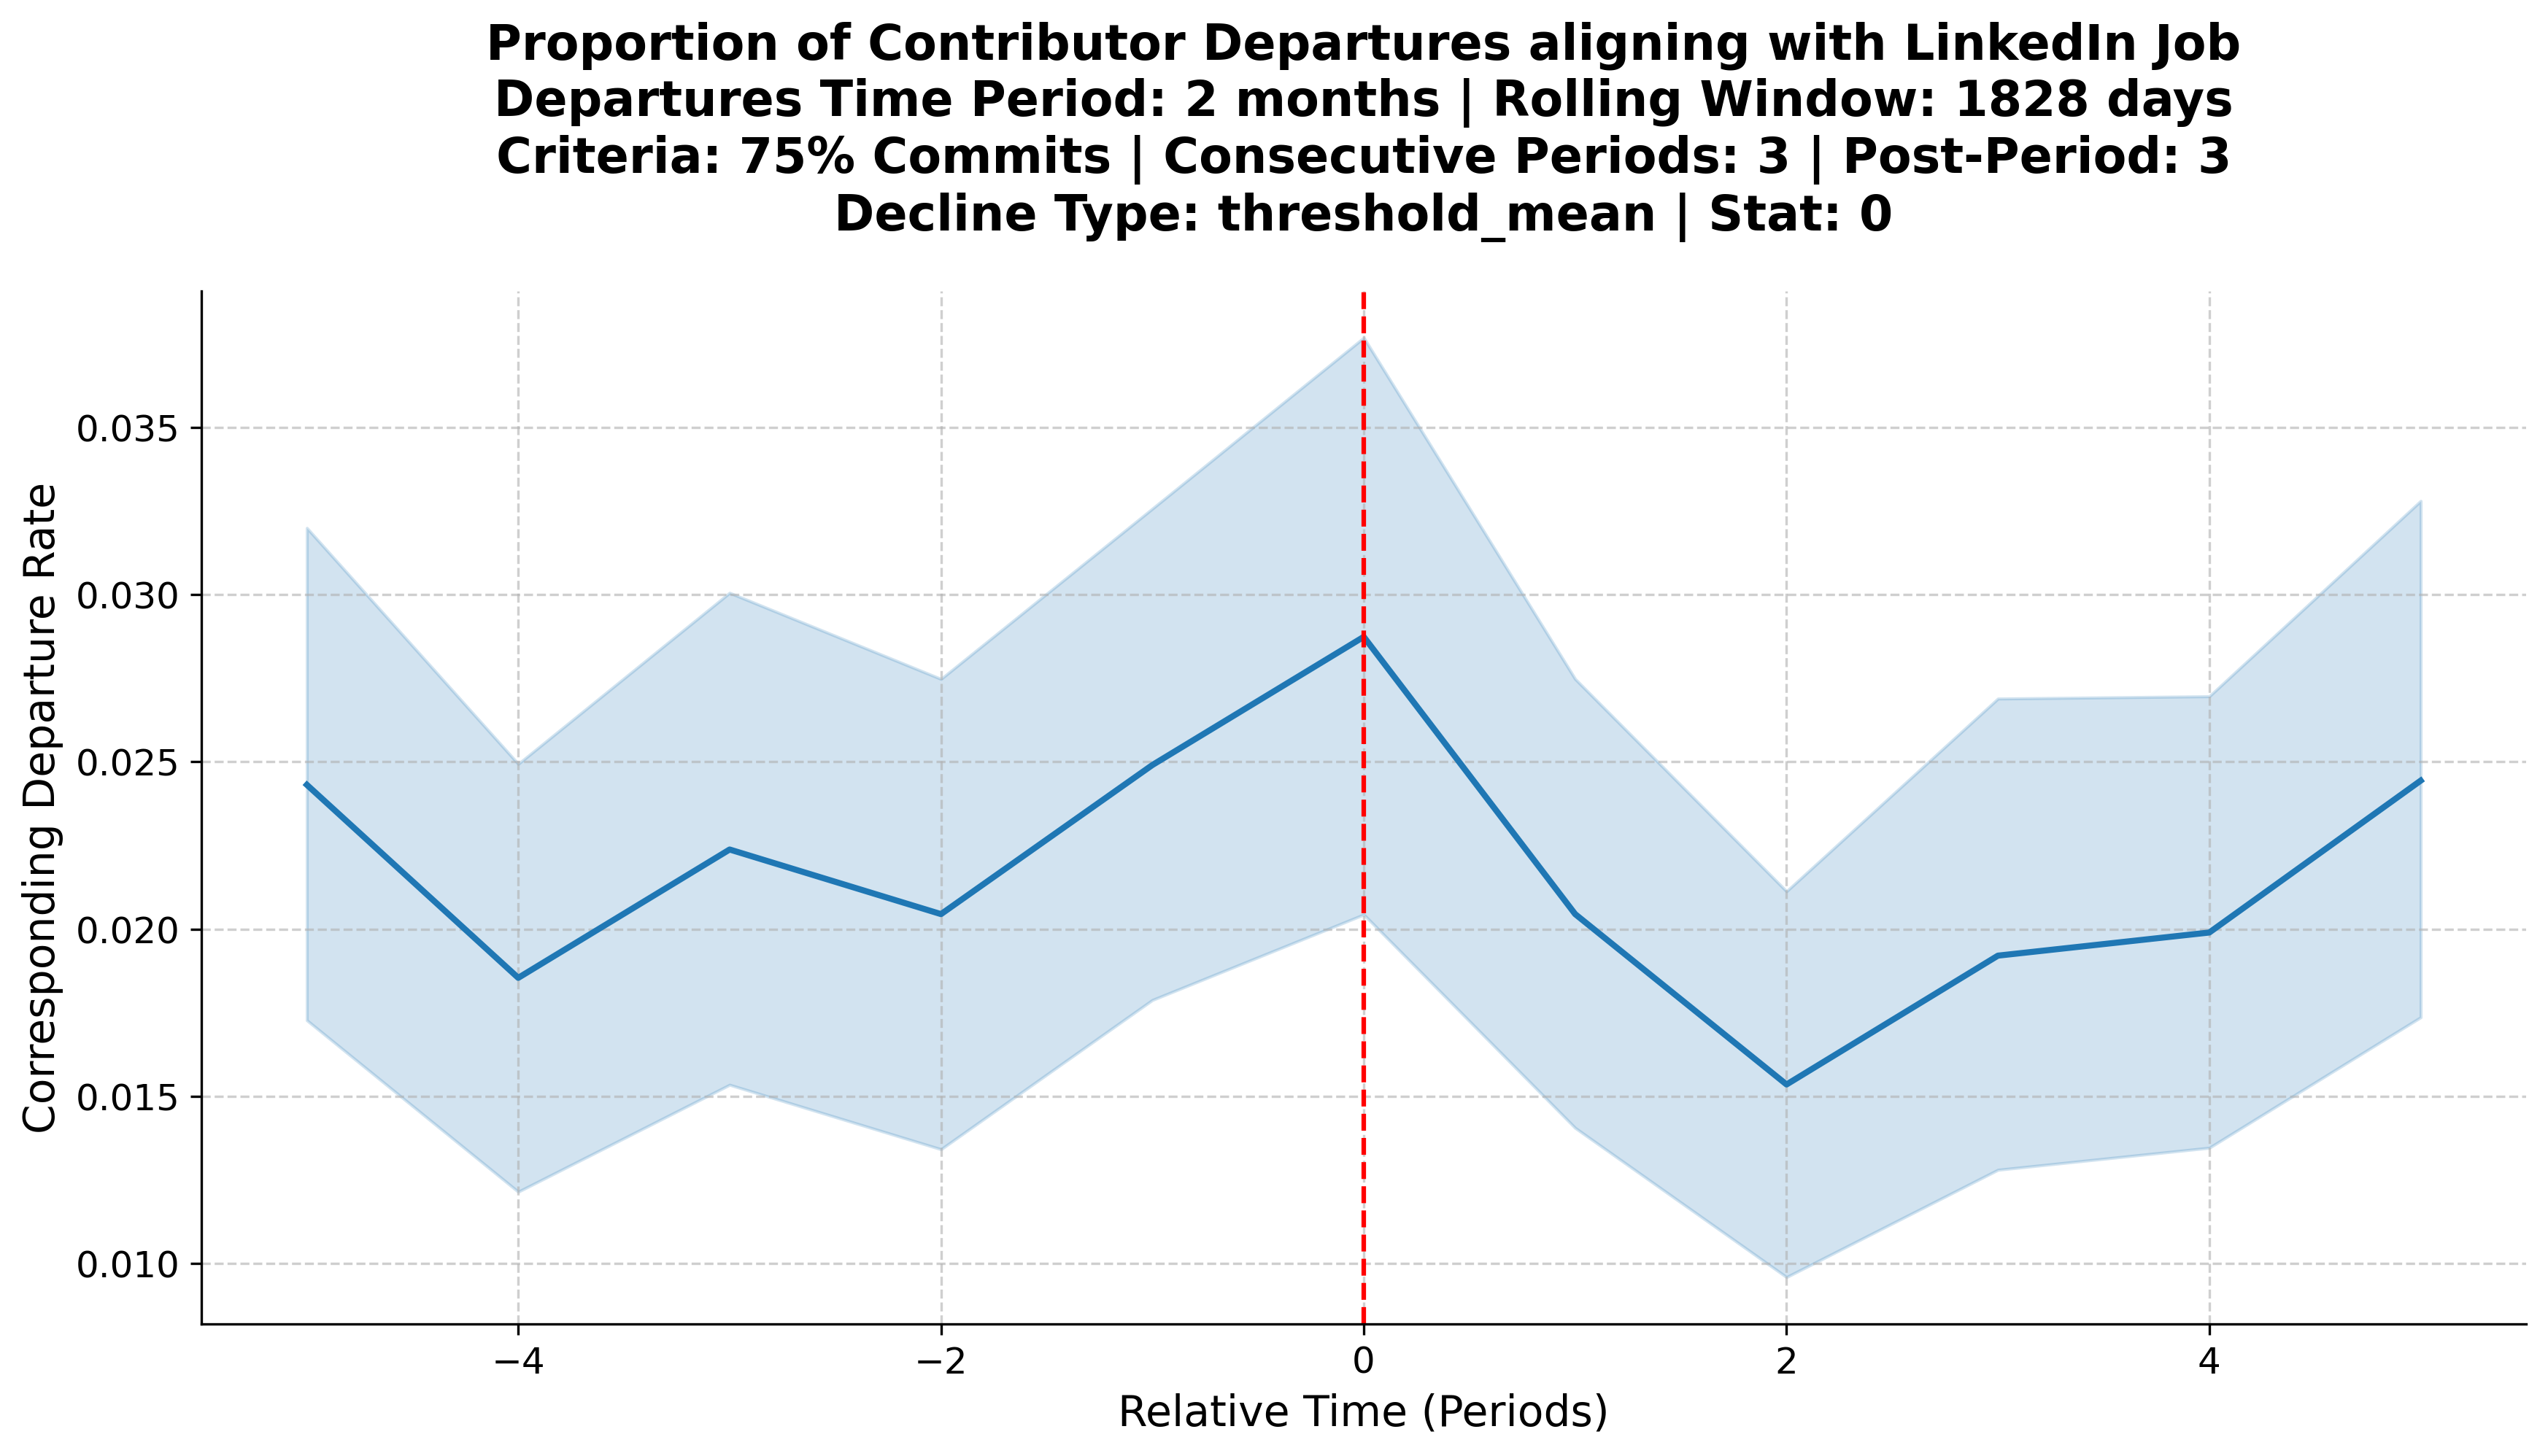 Proportion of Contributor Departures aligning with LinkedIn Job
Departures Time Period: 2 months | Rolling Window: 1828 days
Criteria: 75% Commits | Consecutive Periods: 3 | Post-Period: 3
Decline Type: threshold_mean | Stat: 0
Corresponding Departure Rate
0.035
0.030
0.025
0.020
0.015
0.010
−4
−2
0
2
4
Relative Time (Periods)